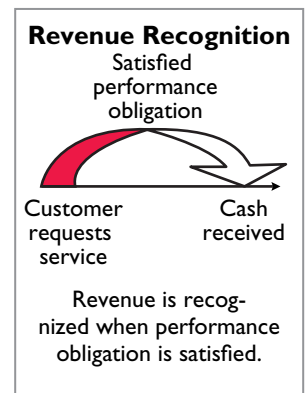 Revenue Recognition
Satisfied
performance
obligation
Customer
requests
service
Cash
received
Revenue is recog-
nized when performance
obligation is satisfied.